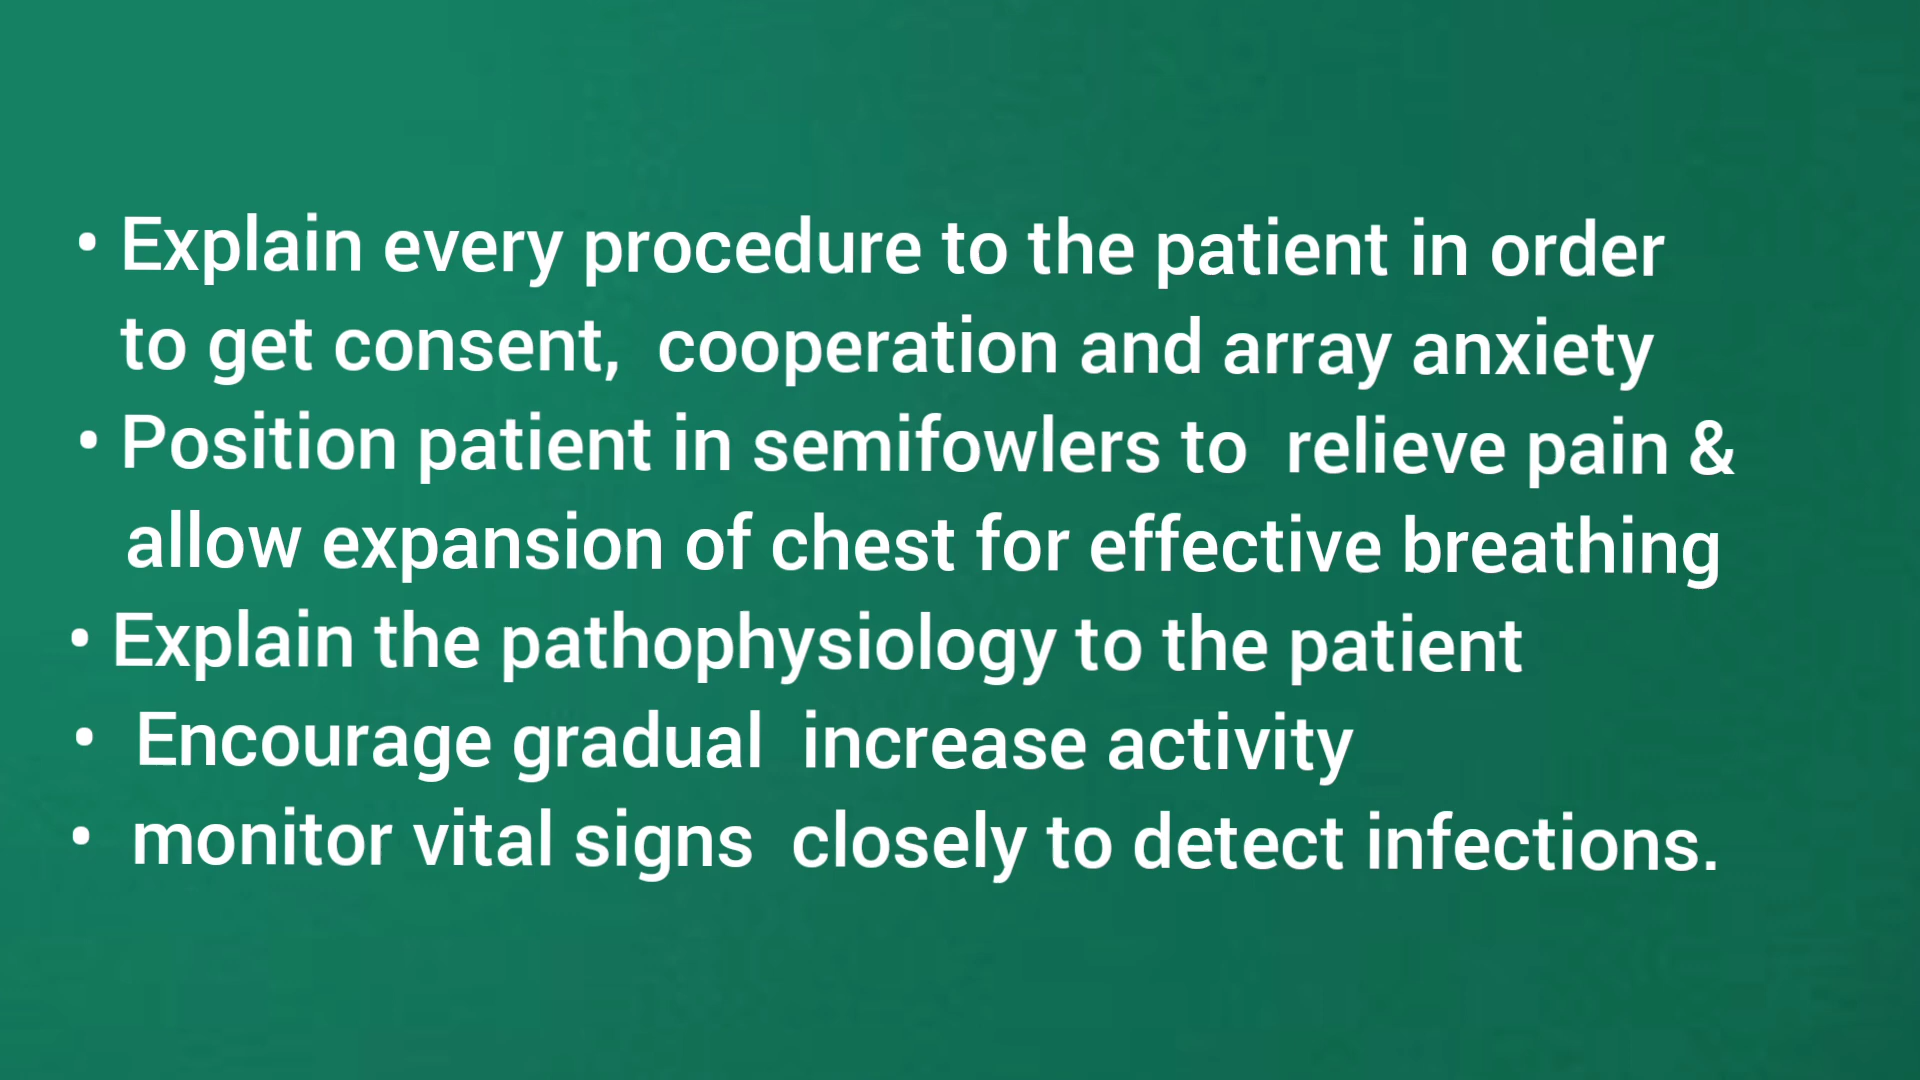 • Explain every procedure to the patient in order
to get consent, cooperation and array anxiety
• Position patient in semifowlers to relieve pain &
allow expansion of chest for effective breathing
• Explain the pathophysiology to the patient
• Encourage gradual increase activity
• monitor vital signs closely to detect infections.